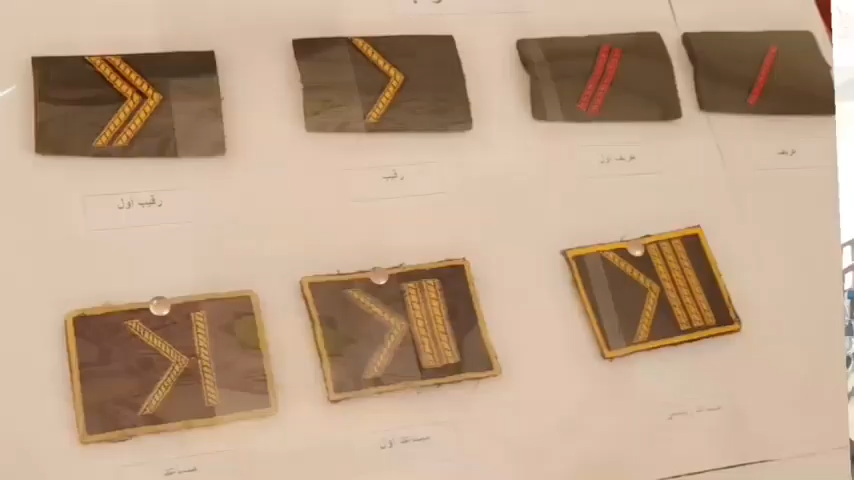 عريف
عريف اول
رقيب
رقيب اول
مساعد اول
مساعد